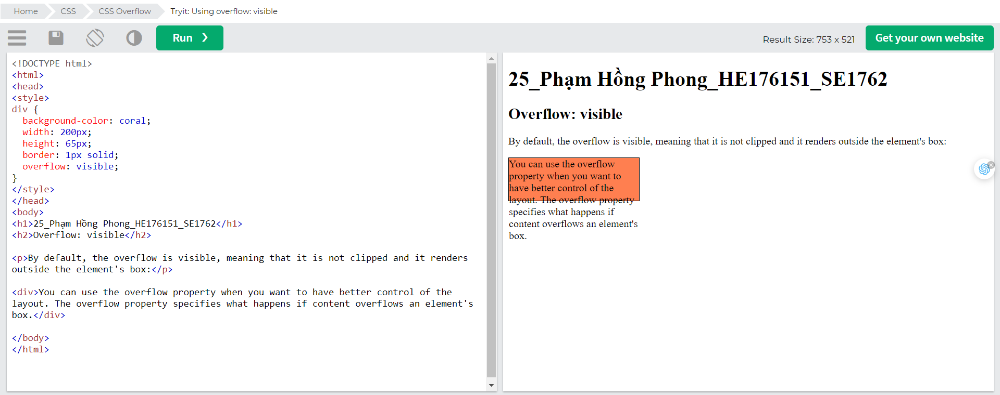 Home CSS CSS Overflow Tryit: Using overflow: visible
Run ❯ Result Size: 753 x 521 Get your own website
<!DOCTYPE html>
<html>
<head>
<style>
div {
  background-color: coral;
  width: 200px;
  height: 65px;
  border: 1px solid;
  overflow: visible;
}
</style>
</head>
<body>
<h1>25_Phạm Hồng Phong_HE176151_SE1762</h1>
<h2>Overflow: visible</h2>
<p>By default, the overflow is visible, meaning that it is not clipped and it renders
outside the element's box:</p>
<div>You can use the overflow property when you want to have better control of the
layout. The overflow property specifies what happens if content overflows an element's
box.</div>
</body>
</html>
25_Phạm Hồng Phong_HE176151_SE1762
Overflow: visible
By default, the overflow is visible, meaning that it is not clipped and it renders outside the element's box:
You can use the overflow
property when you want to
have better control of the
layout. The overflow property
specifies what happens if
content overflows an element's
box.